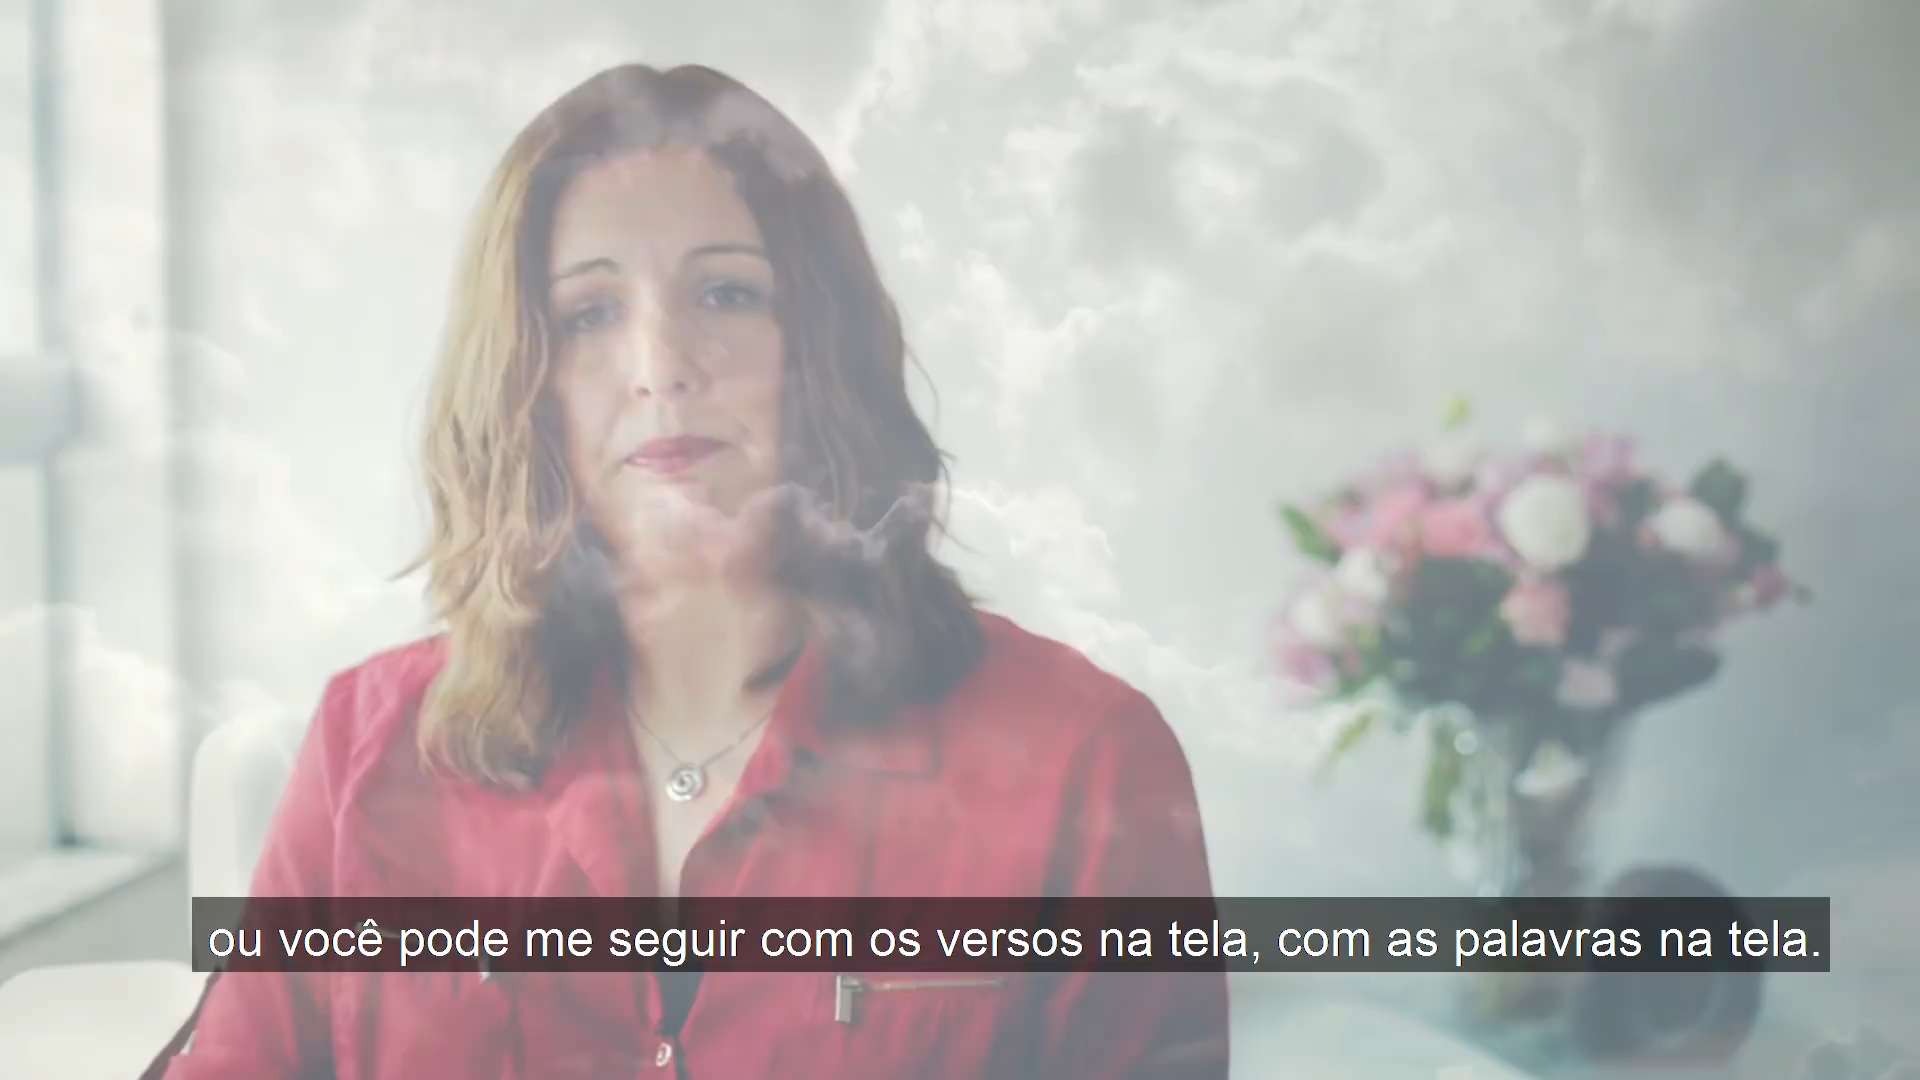 ou você pode me seguir com os versos na tela, com as palavras na tela.